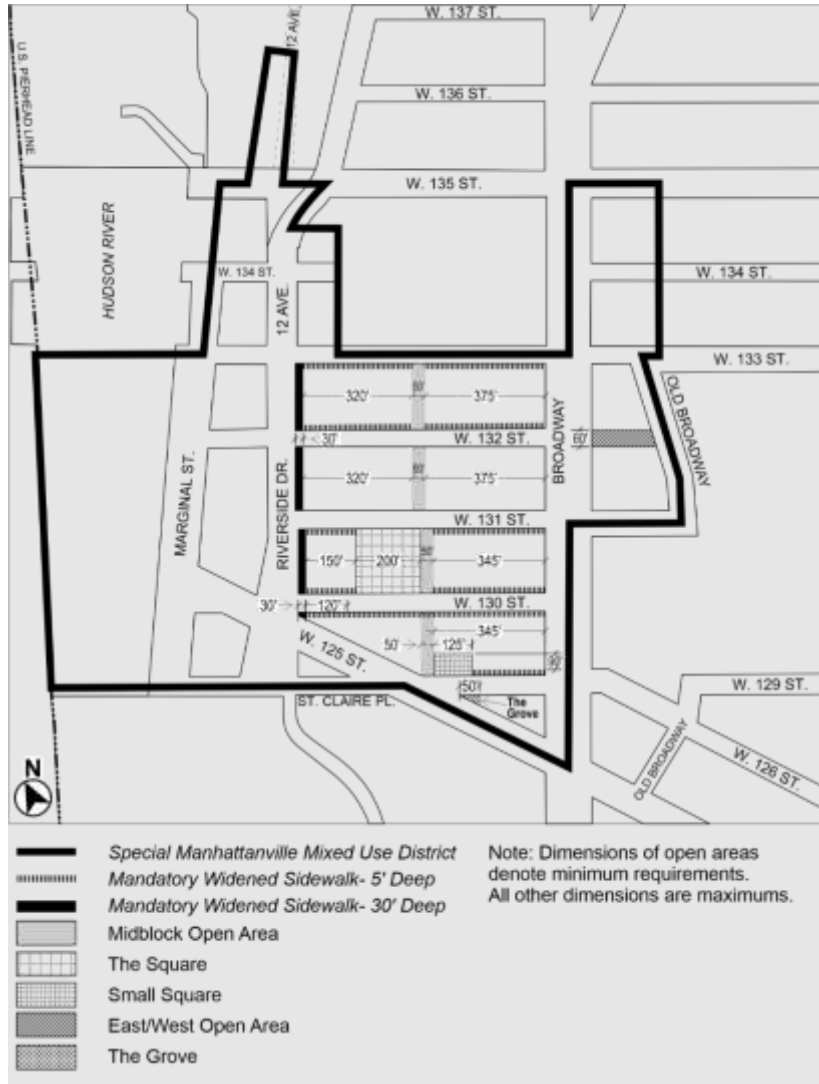 W. 137 ST.
12 AVE.
U.S. PIERHEAD LINE
W. 136 ST.
W. 135 ST.
HUDSON RIVER
W. 134 ST.
W. 134 ST.
12 AVE.
W. 133 ST.
OLD BROADWAY
320'
60'
375'
BROADWAY
30'
W. 132 ST.
60'
MARGINAL ST.
RIVERSIDE DR.
320'
60'
375'
W. 131 ST.
150'
200'
345'
30'
120'
W. 130 ST.
W. 125 ST.
50'
345'
125'
50'
The
Grove
ST. CLAIRE PL.
W. 129 ST.
OLD BROADWAY
W. 126 ST.
N
Special Manhattanville Mixed Use District
Mandatory Widened Sidewalk- 5' Deep
Mandatory Widened Sidewalk- 30' Deep
Midblock Open Area
The Square
Small Square
East/West Open Area
The Grove
Note: Dimensions of open areas
denote minimum requirements.
All other dimensions are maximums.